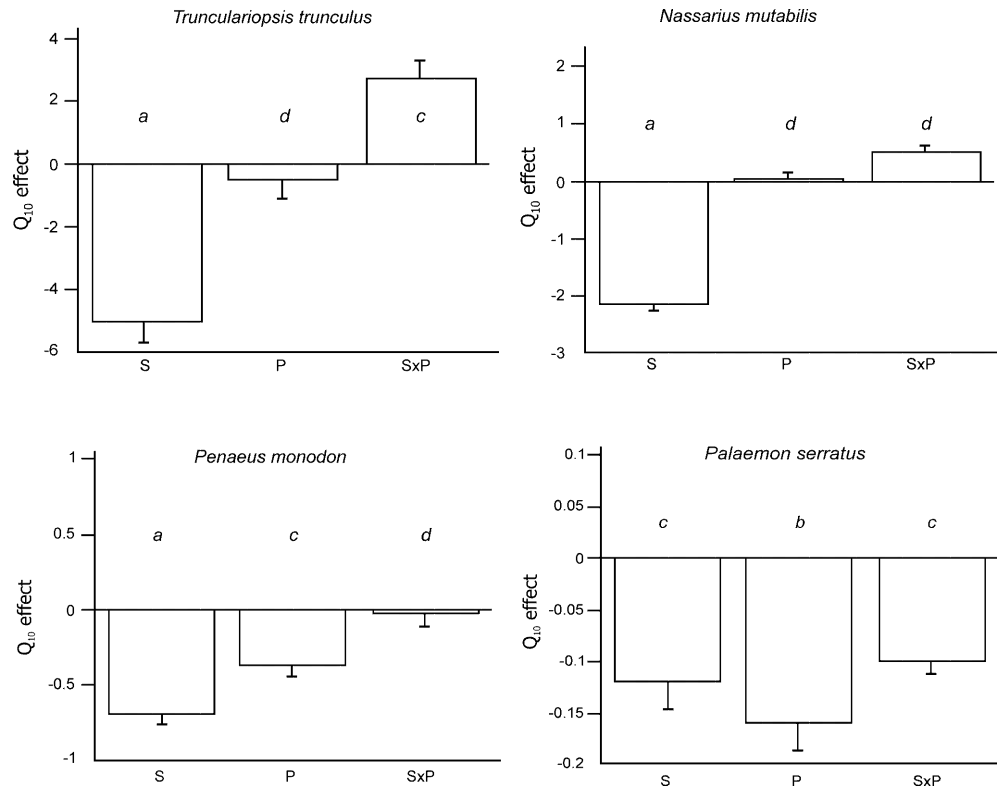 Trunculariopsis trunculus
4
2
0
-2
-4
-6
Q10 effect
a d c
S P SxP
Nassarius mutabilis
2
1
0
-1
-2
-3
Q10 effect
a d d
S P SxP
Penaeus monodon
1
0.5
0
-0.5
-1
Q10 effect
a c d
S P SxP
Palaemon serratus
0.1
0.05
0
-0.05
-0.1
-0.15
-0.2
Q10 effect
c b c
S P SxP